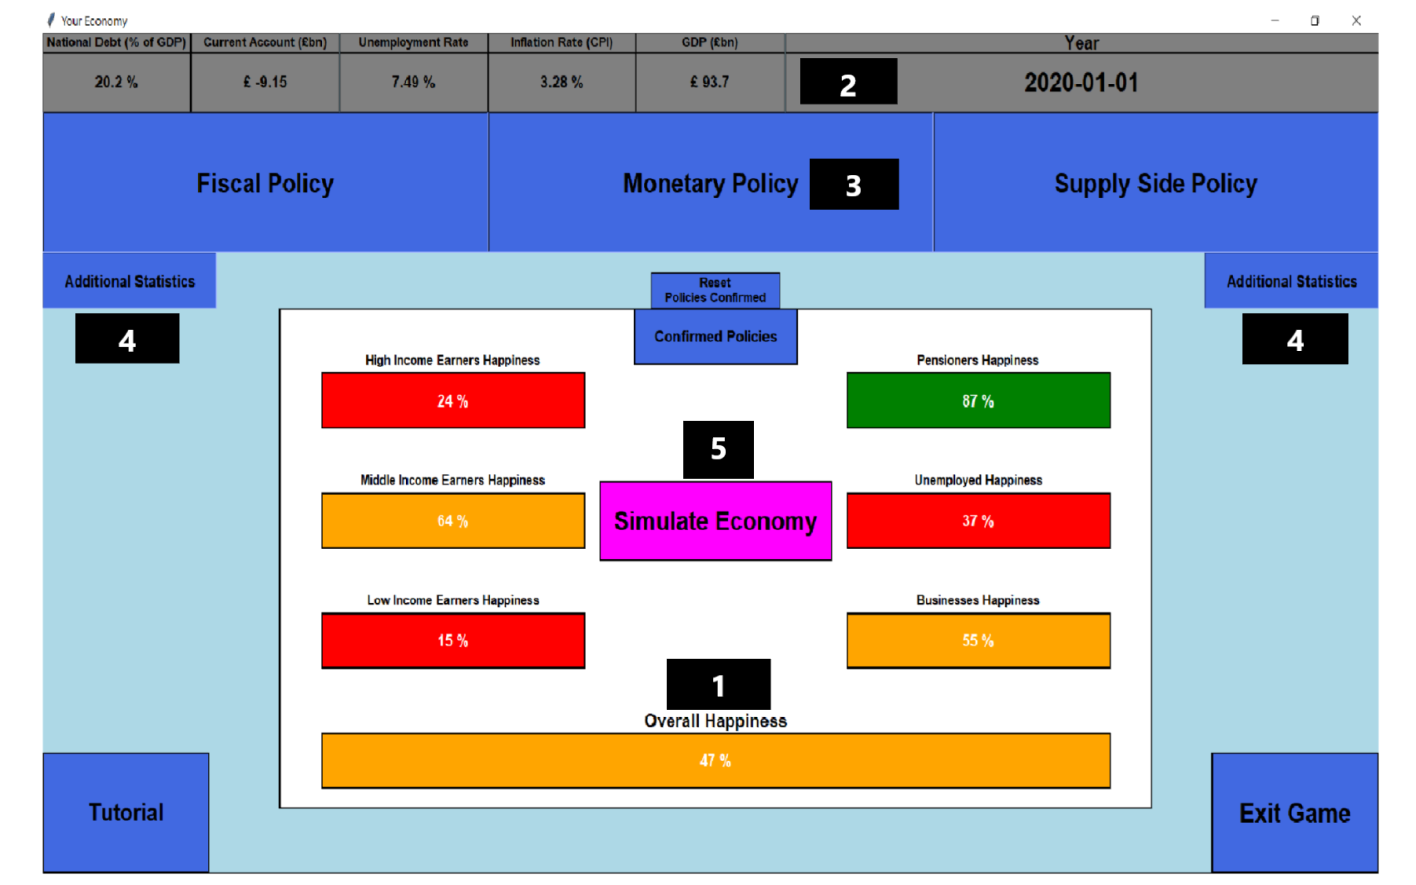 Your Economy
National Debt (% of GDP) Current Account (£bn) Unemployment Rate Inflation Rate (CPI) GDP (£bn) Year
20.2 % £ -9.15 7.49 % 3.28 % £ 93.7 2 2020-01-01
Fiscal Policy Monetary Policy 3 Supply Side Policy
Additional Statistics Additional Statistics
Reset
Policies Confirmed
Confirmed Policies
4 4
High Income Earners Happiness Pensioners Happiness
24 % 87 %
5
Middle Income Earners Happiness Unemployed Happiness
64 % Simulate Economy 37 %
Low Income Earners Happiness Businesses Happiness
15 % 55 %
1
Overall Happiness
47 %
Tutorial Exit Game